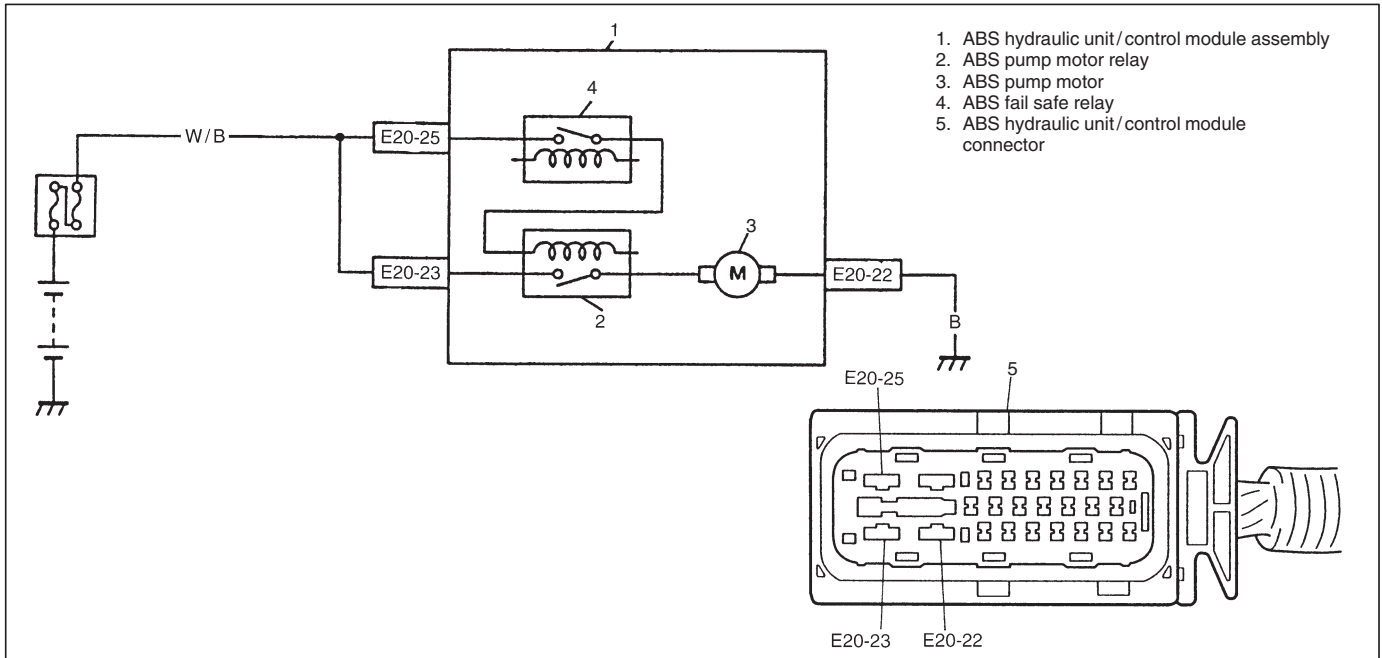 1
1. ABS hydraulic unit/control module assembly
2. ABS pump motor relay
3. ABS pump motor
4. ABS fail safe relay
5. ABS hydraulic unit/control module
connector
4
W/B
E20-25
3
E20-23
M
E20-22
2
B
E20-25
5
E20-23
E20-22